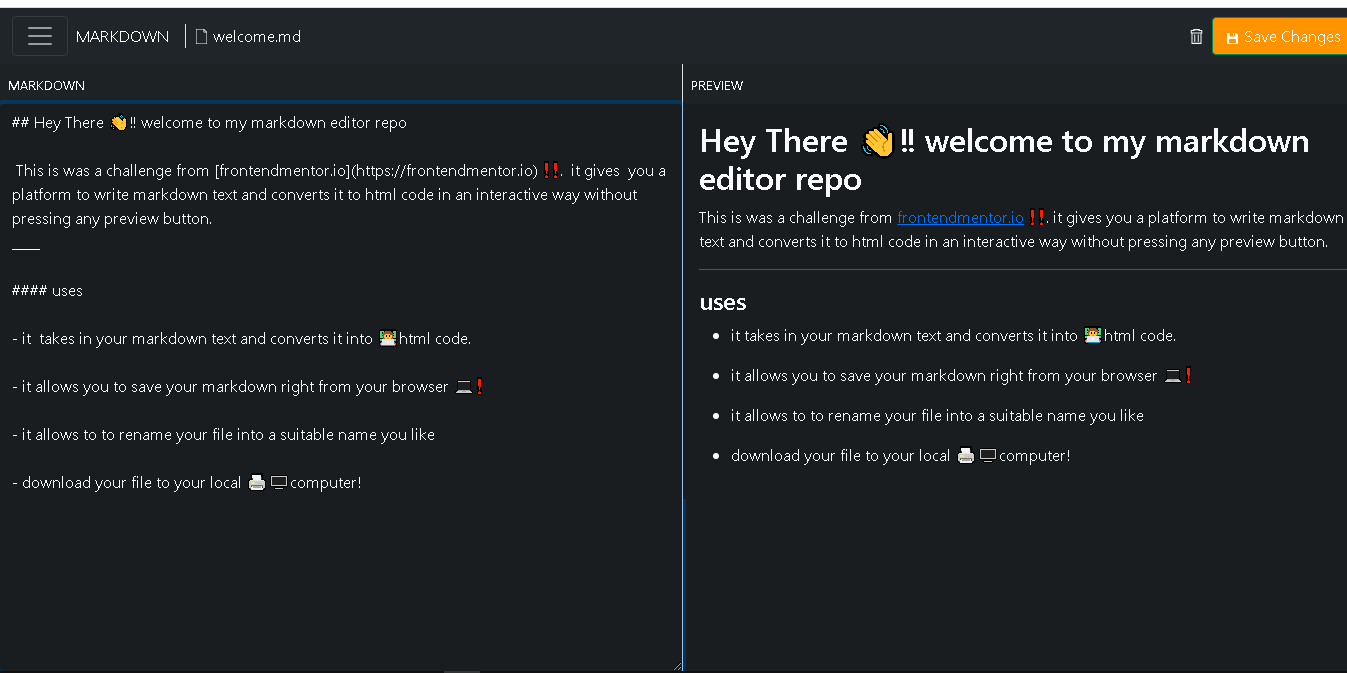 MARKDOWN
welcome.md
Save Changes
MARKDOWN
## Hey There 👋!! welcome to my markdown editor repo
This is was a challenge from [frontendmentor.io](https://frontendmentor.io) ‼️. it gives you a
platform to write markdown text and converts it to html code in an interactive way without
pressing any preview button.
____
#### uses
- it takes in your markdown text and converts it into 👨‍💻html code.
- it allows you to save your markdown right from your browser 💻❗
- it allows to to rename your file into a suitable name you like
- download your file to your local 🖨️🖥️computer!
PREVIEW
Hey There 👋!! welcome to my markdown
editor repo
This is was a challenge from frontendmentor.io ‼️. it gives you a platform to write markdown
text and converts it to html code in an interactive way without pressing any preview button.
uses
• it takes in your markdown text and converts it into 👨‍💻html code.
• it allows you to save your markdown right from your browser 💻❗
• it allows to to rename your file into a suitable name you like
• download your file to your local 🖨️🖥️computer!